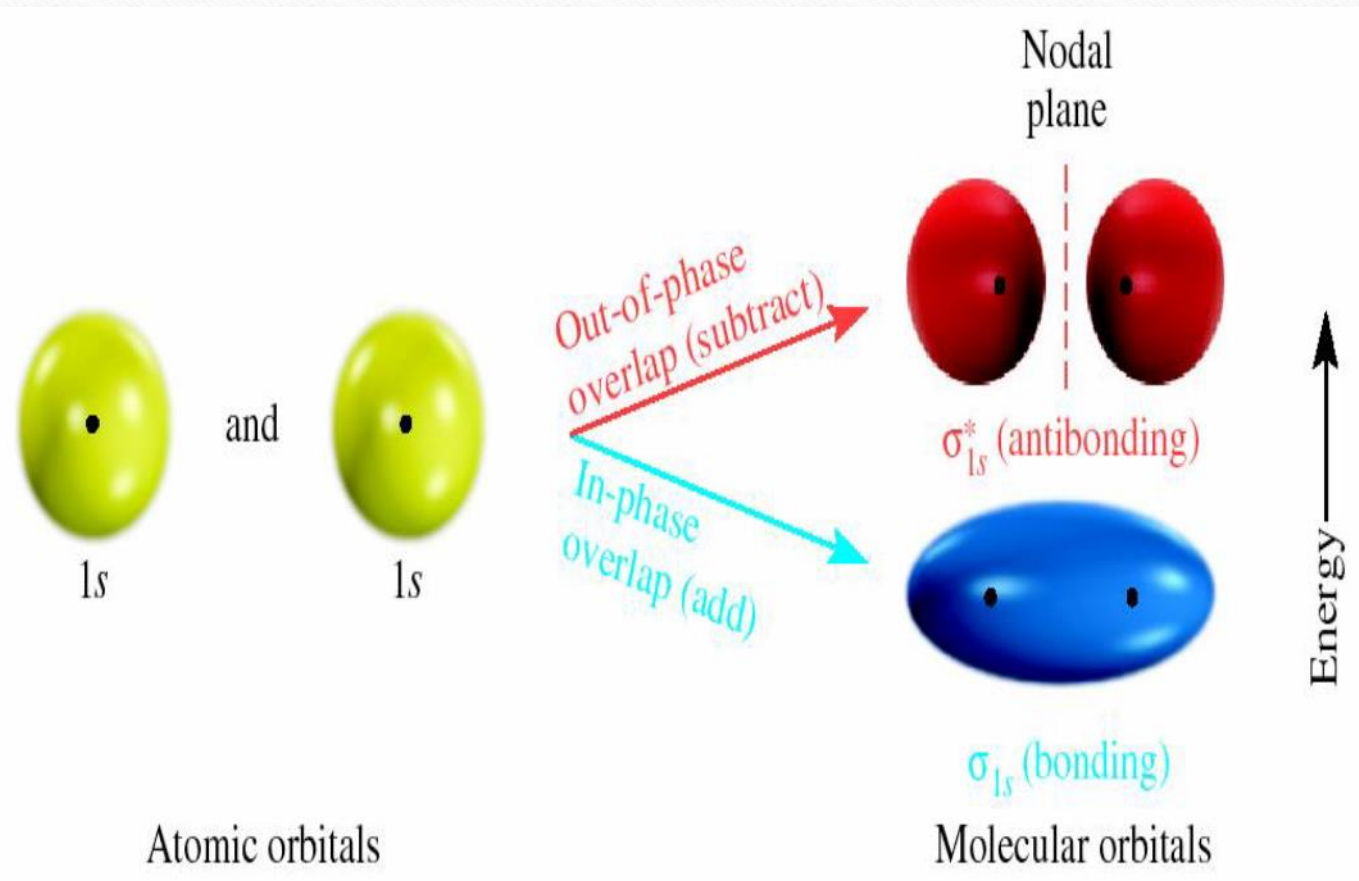 Nodal
plane
Out-of-phase
overlap (subtract)
and
σ*1s (antibonding)
In-phase
overlap (add)
1s
1s
Energy
σ1s (bonding)
Atomic orbitals
Molecular orbitals